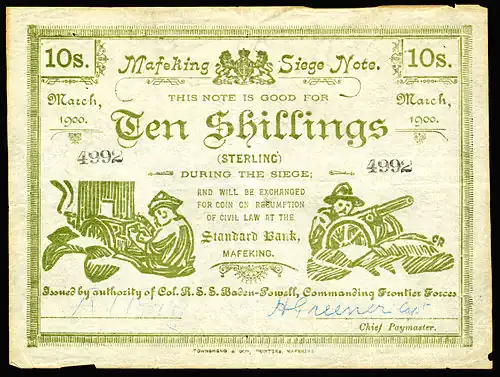 10s. Mafeking Siege Note. 10s.
March, 1900. THIS NOTE IS GOOD FOR March, 1900.
Ten Shillings
4992 (STERLING) 4992
DURING THE SIEGE;
AND WILL BE EXCHANGED
FOR COIN ON RESUMPTION
OF CIVIL LAW AT THE
Standard Bank,
MAFEKING.
Issued by authority of Col. R. S. S. Baden-Powell, Commanding Frontier Forces
H Greener Capt
Chief Paymaster.
TOWNSHEND & SON, PRINTERS, MAFEKING